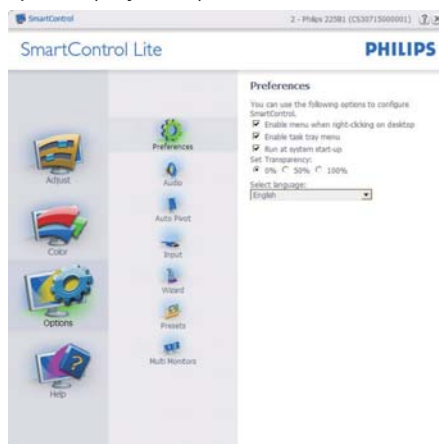 SmartControl
2 - Philips 225B1 (CS30715000001)
SmartControl Lite
PHILIPS
Adjust
Color
Options
Help
Preferences
Audio
Auto Pivot
Input
Wizard
Presets
Multi Monitors
Preferences
You can use the following options to configure
SmartControl.
Enable menu when right-clicking on desktop
Enable task tray menu
Run at system start-up
Set Transparency:
0% 50% 100%
Select language:
English